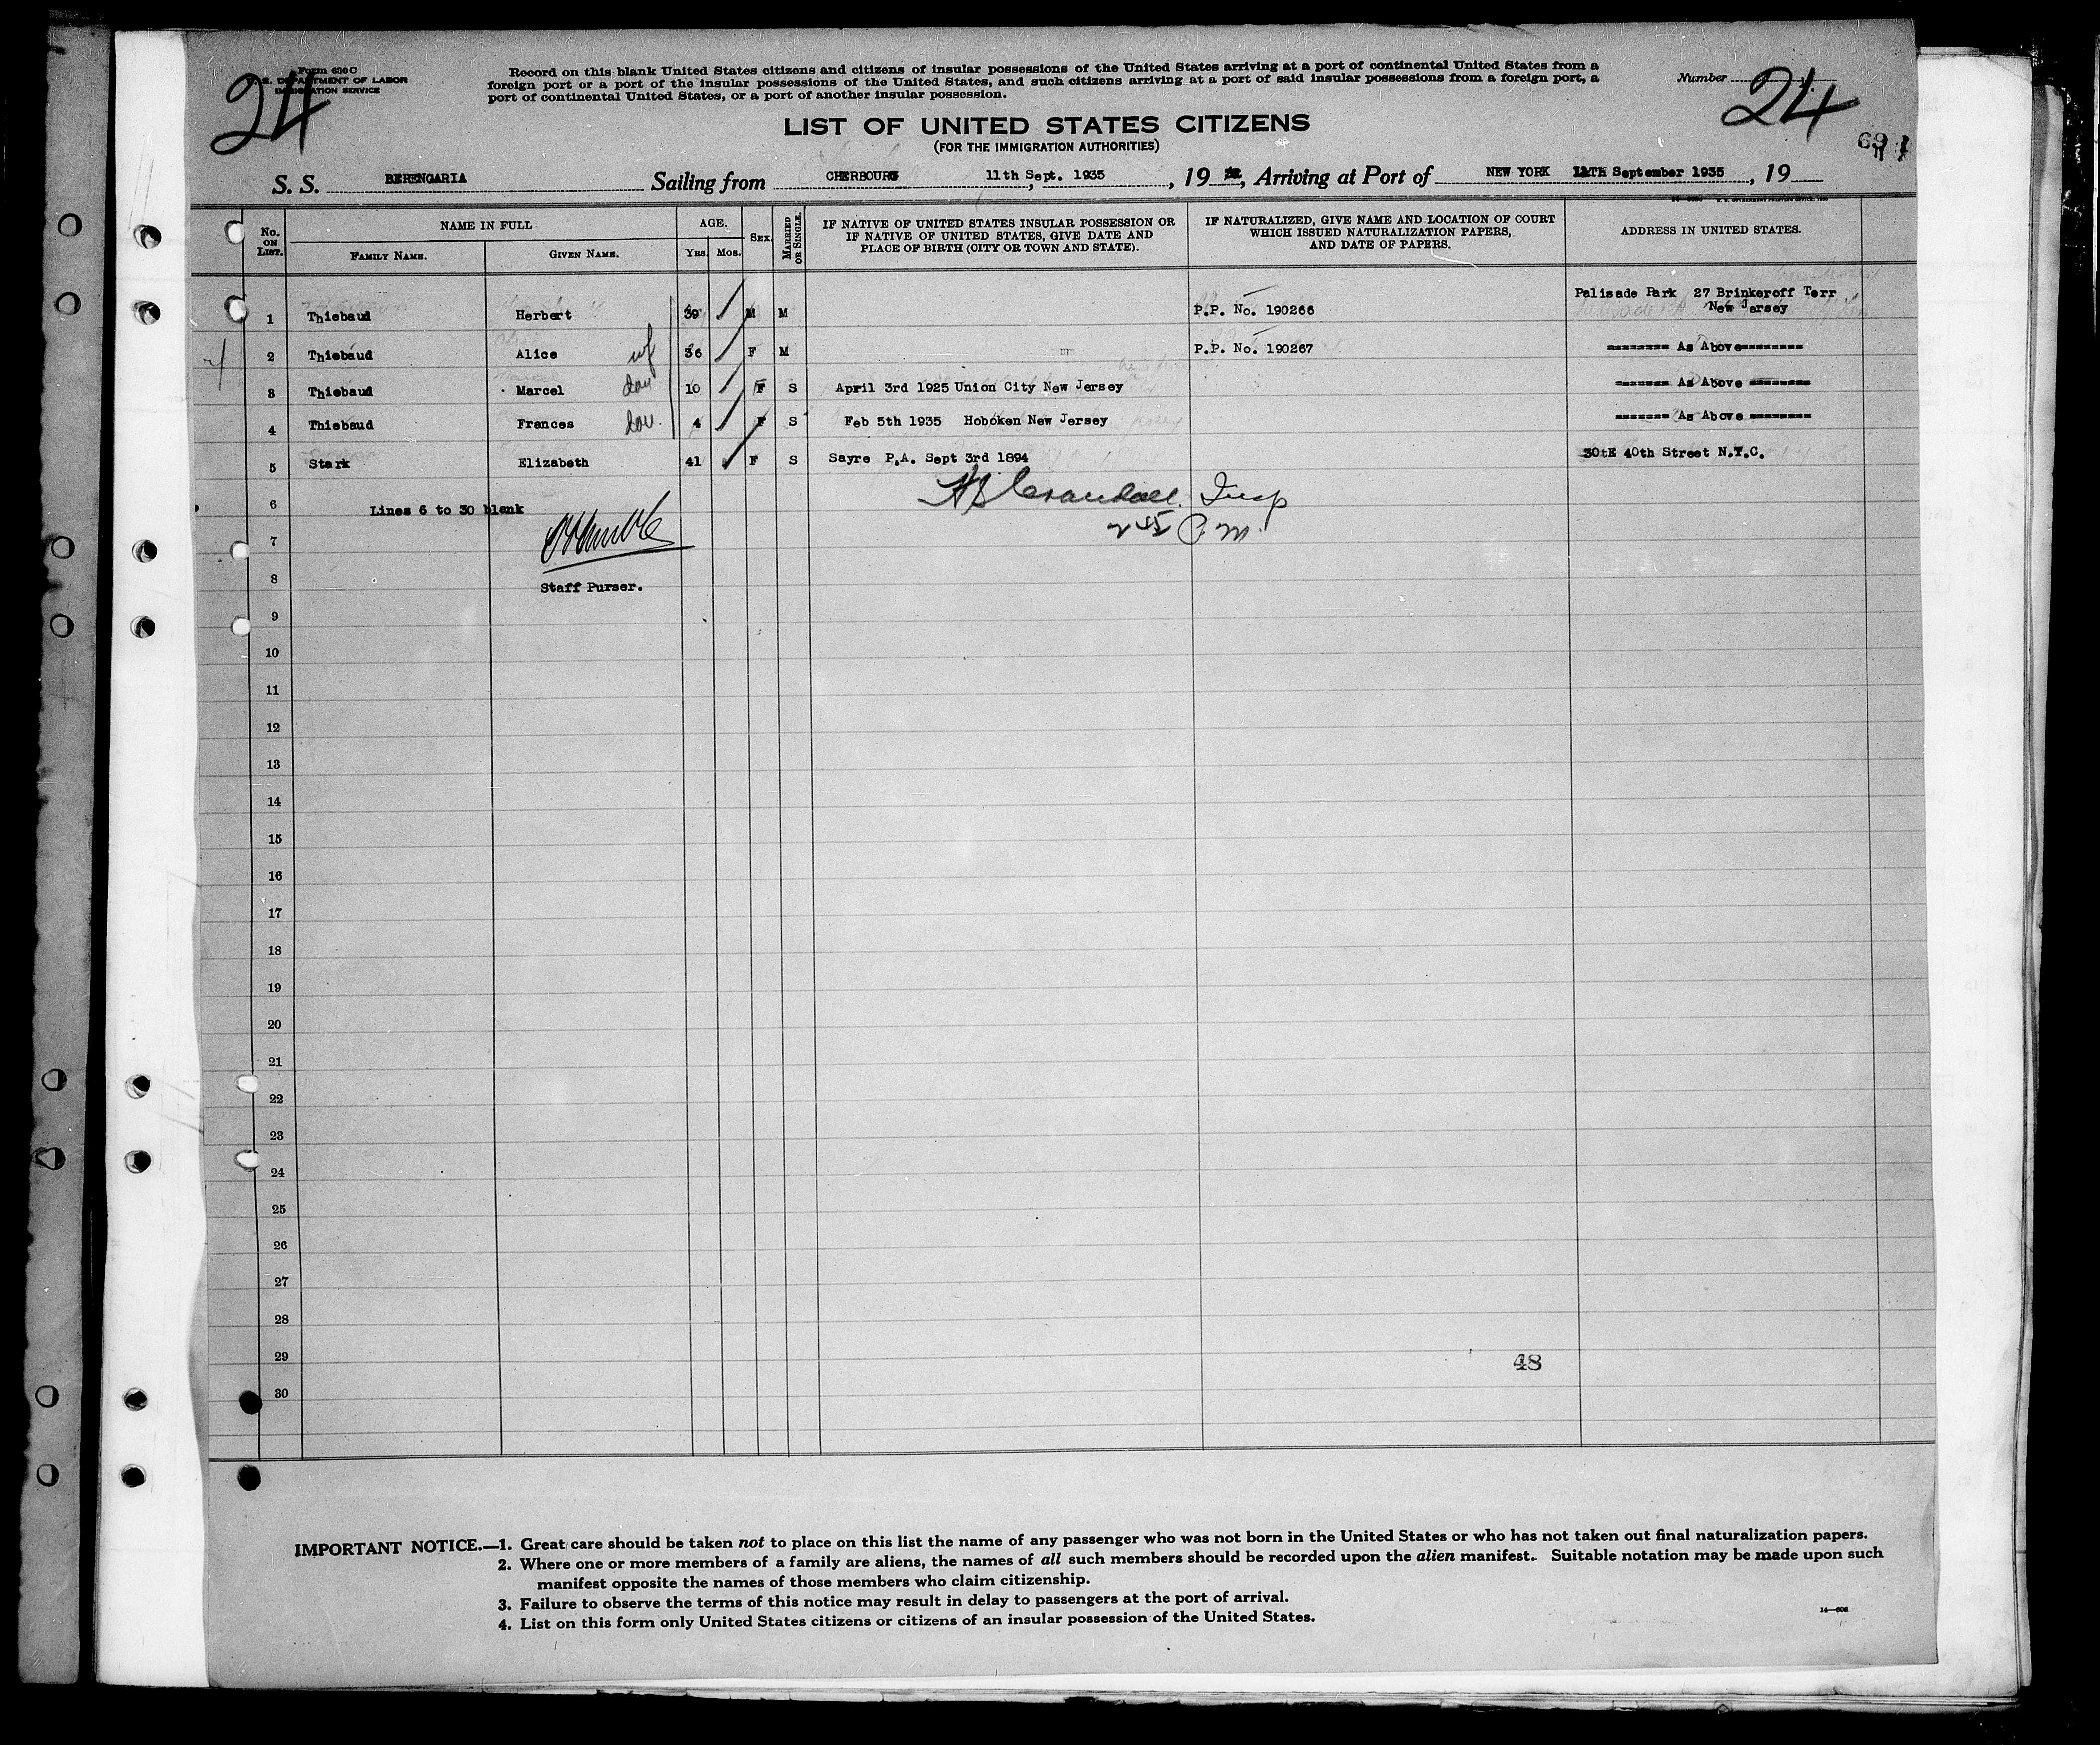 Form 630 C
U. S. DEPARTMENT OF LABOR
IMMIGRATION SERVICE
24
Record on this blank United States citizens and citizens of insular possessions of the United States arriving at a port of continental United States from a
foreign port or a port of the insular possessions of the United States, and such citizens arriving at a port of said insular possessions from a foreign port, a
port of continental United States, or a port of another insular possession.
Number
24
LIST OF UNITED STATES CITIZENS
(FOR THE IMMIGRATION AUTHORITIES)
S. S. BERENGARIA Sailing from CHERBOURG 11th Sept. 1935, 19, Arriving at Port of NEW YORK September 1935, 19
No. ON LIST. NAME IN FULL AGE. SEX MARRIED OR SINGLE. IF NATIVE OF UNITED STATES INSULAR POSSESSION OR IF NATIVE OF UNITED STATES, GIVE DATE AND PLACE OF BIRTH (CITY OR TOWN AND STATE). IF NATURALIZED, GIVE NAME AND LOCATION OF COURT WHICH ISSUED NATURALIZATION PAPERS, AND DATE OF PAPERS. ADDRESS IN UNITED STATES.
FAMILY NAME. GIVEN NAME. YRS. MOS.
Palisade Park 27 Brinkeroff Terr
1 Thiebaud Herbert 39 M M P.P. No. 190266 New Jersey
2 Thiebaud Alice wf 36 F M P.P. No. 190267 -------- As Above--------
3 Thiebaud Marcel dau 10 F S April 3rd 1925 Union City New Jersey ------- As Above --------
4 Thiebaud Frances dau. 4 F S Feb 5th 1935 Hoboken New Jersey ------- As Above --------
5 Stark Elizabeth 41 F S Sayre P.A. Sept 3rd 1894 30tE 40th Street N.Y.C.
6 Lines 6 to 30 blank Crandall Insp
7 2 45 P. M.
8 Staff Purser.
9
10
11
12
13
14
15
16
17
18
19
20
21
22
23
24
25
26
27
28
29 48
30
IMPORTANT NOTICE.—1. Great care should be taken not to place on this list the name of any passenger who was not born in the United States or who has not taken out final naturalization papers.
2. Where one or more members of a family are aliens, the names of all such members should be recorded upon the alien manifest. Suitable notation may be made upon such
manifest opposite the names of those members who claim citizenship.
3. Failure to observe the terms of this notice may result in delay to passengers at the port of arrival.
4. List on this form only United States citizens or citizens of an insular possession of the United States.